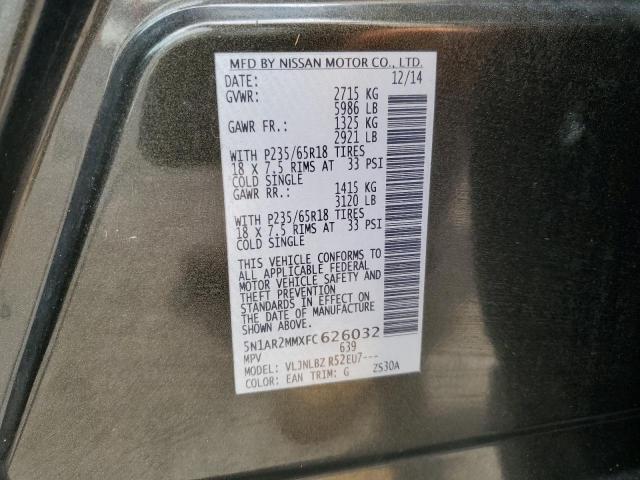 MFD BY NISSAN MOTOR CO., LTD.
DATE: 12/14
GVWR: 2715 KG
5986 LB
GAWR FR.: 1325 KG
2921 LB
WITH P235/65R18 TIRES
18 X 7.5 RIMS AT 33 PSI
COLD SINGLE
GAWR RR.: 1415 KG
3120 LB
WITH P235/65R18 TIRES
18 X 7.5 RIMS AT 33 PSI
COLD SINGLE
THIS VEHICLE CONFORMS TO
ALL APPLICABLE FEDERAL
MOTOR VEHICLE SAFETY AND
THEFT PREVENTION
STANDARDS IN EFFECT ON
THE DATE OF MANUFACTURE
SHOWN ABOVE.
5N1AR2MMXFC626032
MPV 639
MODEL: VLJNLBZ R52EU7---
COLOR: EAN TRIM: G ZS30A